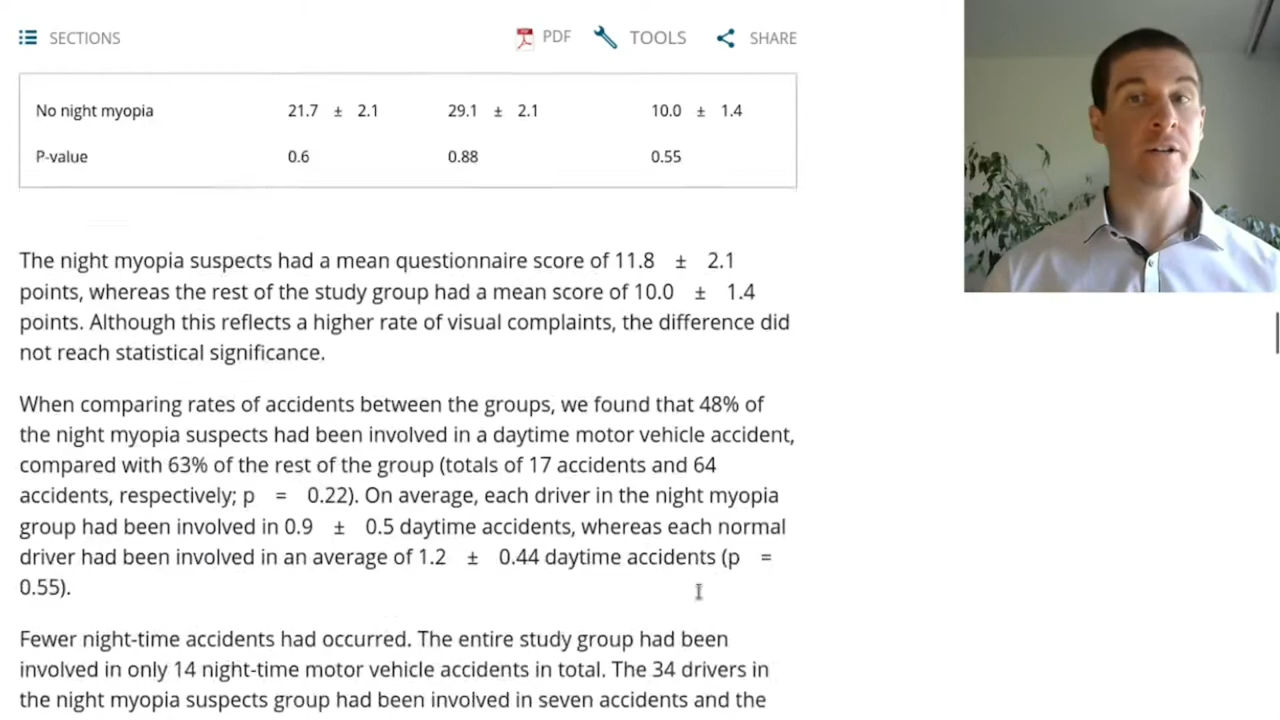 SECTIONS PDF TOOLS SHARE
No night myopia 21.7 ± 2.1 29.1 ± 2.1 10.0 ± 1.4
P-value 0.6 0.88 0.55
The night myopia suspects had a mean questionnaire score of 11.8 ± 2.1
points, whereas the rest of the study group had a mean score of 10.0 ± 1.4
points. Although this reflects a higher rate of visual complaints, the difference did
not reach statistical significance.
When comparing rates of accidents between the groups, we found that 48% of
the night myopia suspects had been involved in a daytime motor vehicle accident,
compared with 63% of the rest of the group (totals of 17 accidents and 64
accidents, respectively; p = 0.22). On average, each driver in the night myopia
group had been involved in 0.9 ± 0.5 daytime accidents, whereas each normal
driver had been involved in an average of 1.2 ± 0.44 daytime accidents (p =
0.55).
Fewer night-time accidents had occurred. The entire study group had been
involved in only 14 night-time motor vehicle accidents in total. The 34 drivers in
the night myopia suspects group had been involved in seven accidents and the